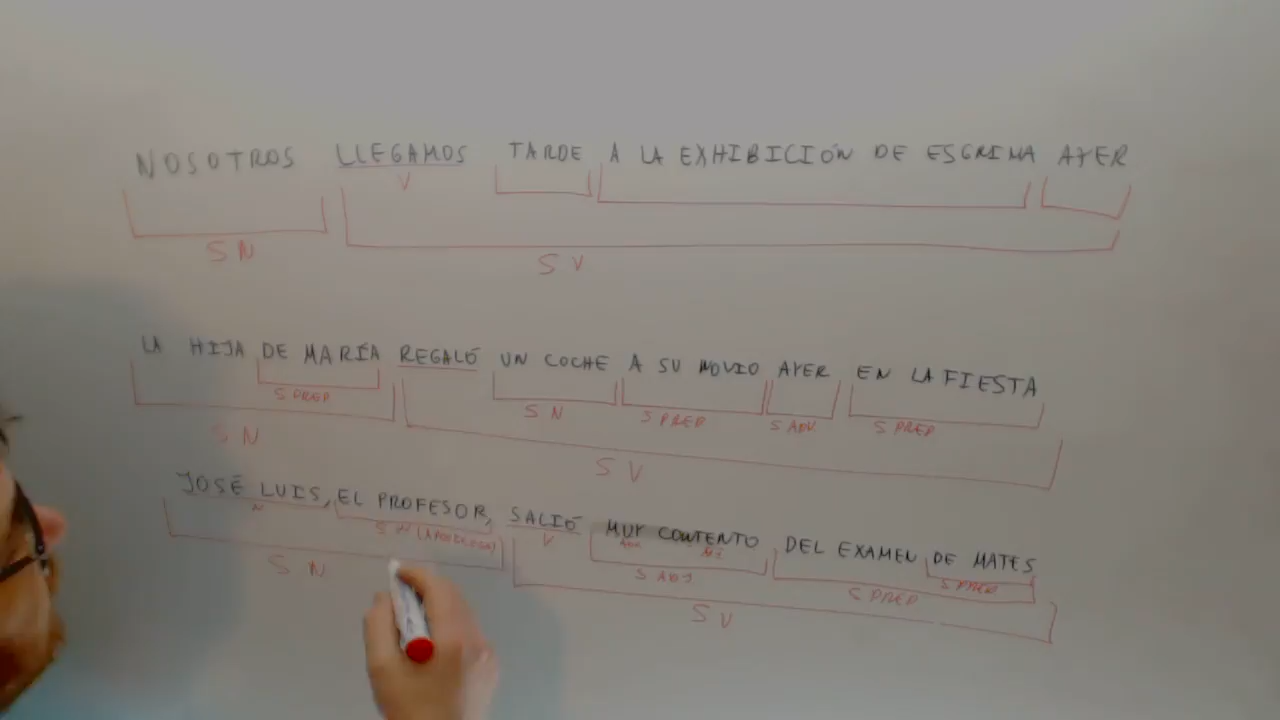 NOSOTROS LLEGAMOS TARDE A LA EXHIBICIÓN DE ESGRIMA AYER
V
SN
SV
LA HIJA DE MARÍA REGALÓ UN COCHE A SU NOVIO AYER EN LA FIESTA
S PREP SN S PREP S ADV S PREP
SN
SV
JOSÉ LUIS, EL PROFESOR, SALIÓ MUY CONTENTO DEL EXAMEN DE MATES
N SN V
S ADJ S PREP S PREP
SN
SV